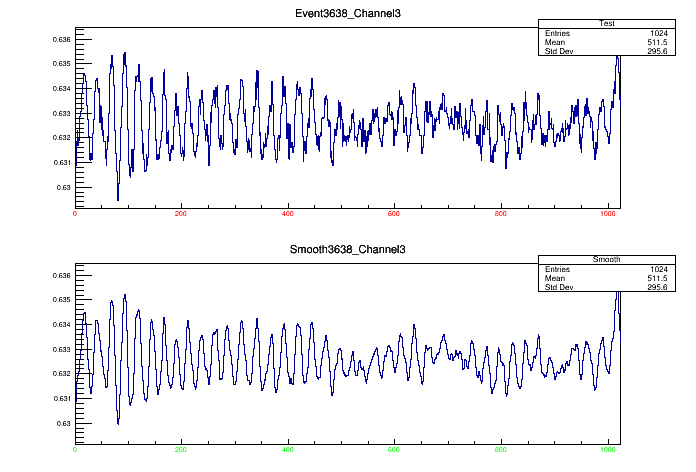 Event3638_Channel3
Test
Entries 1024
Mean 511.5
Std Dev 295.6
0.636
0.635
0.634
0.633
0.632
0.631
0.63
0 200 400 600 800 1000
Smooth3638_Channel3
Smooth
Entries 1024
Mean 511.5
Std Dev 295.6
0.636
0.635
0.634
0.633
0.632
0.631
0.63
0 200 400 600 800 1000